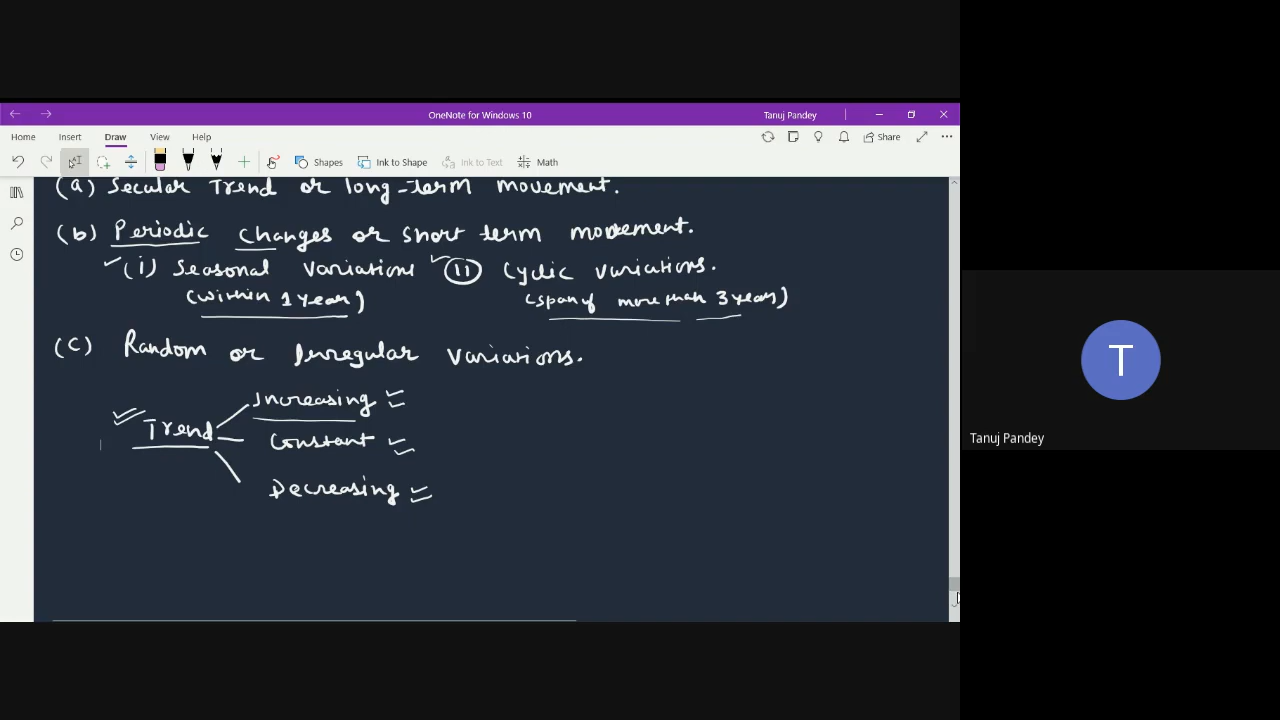 OneNote for Windows 10
Tanuj Pandey
Home Insert Draw View Help
Share
Shapes Ink to Shape Ink to Text Math
(a) Secular Trend or long-term movement.
(b) Periodic changes or short term movement.
(i) Seasonal variations (ii) Cyclic variations.
(within 1 year) (span of more than 3 years)
(C) Random or Irregular variations.
Increasing
Trend
Constant
Decreasing
T
Tanuj Pandey